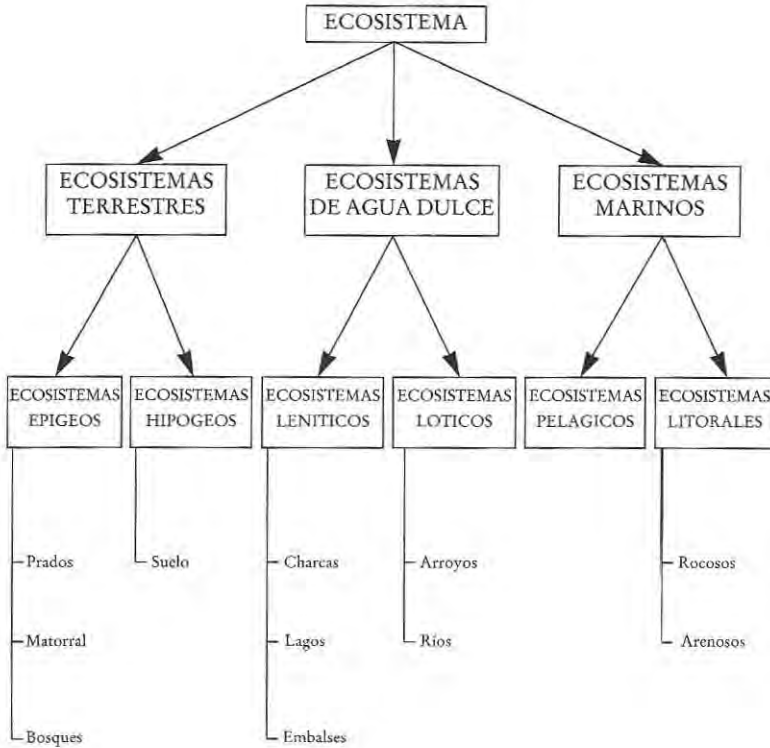 ECOSISTEMA
ECOSISTEMAS
TERRESTRES
ECOSISTEMAS
DE AGUA DULCE
ECOSISTEMAS
MARINOS
ECOSISTEMAS
EPIGEOS
ECOSISTEMAS
HIPOGEOS
ECOSISTEMAS
LENITICOS
ECOSISTEMAS
LOTICOS
ECOSISTEMAS
PELAGICOS
ECOSISTEMAS
LITORALES
Prados
Suelo
Charcas
Arroyos
Rocosos
Matorral
Lagos
Ríos
Arenosos
Bosques
Embalses